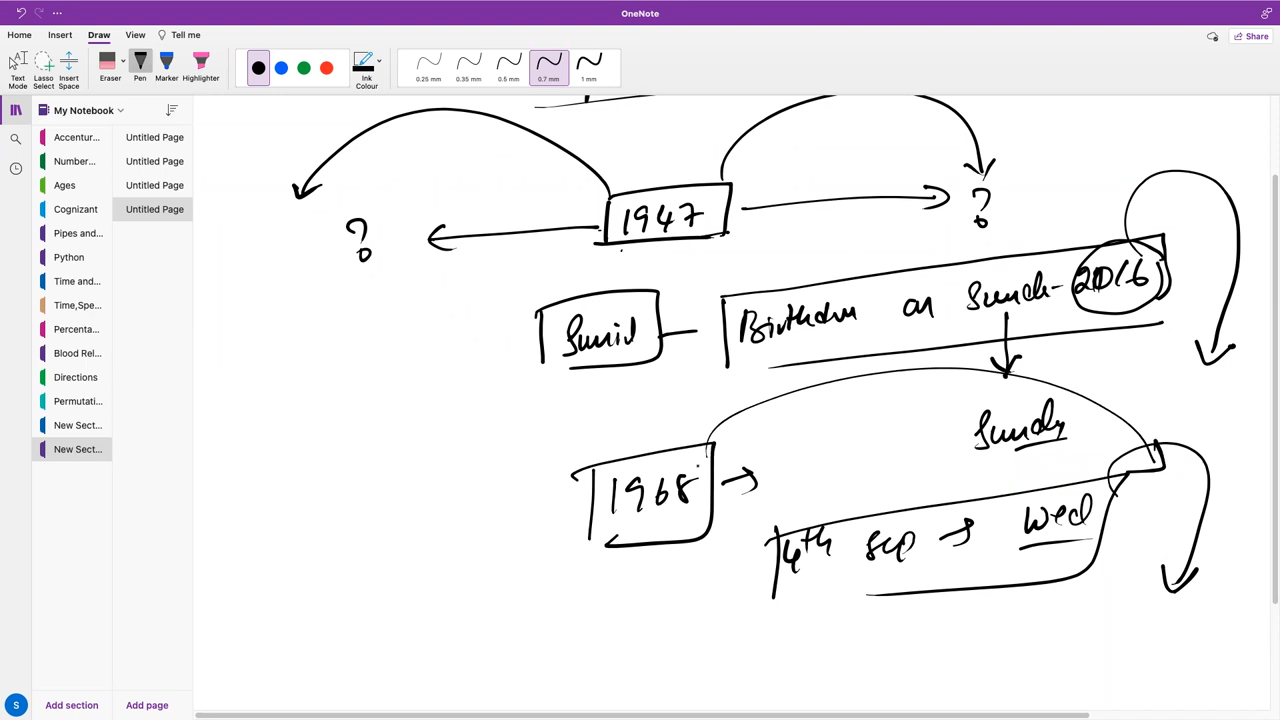 OneNote
Home Insert Draw View Tell me
Share
Text Mode
Lasso Select
Insert Space
Eraser
Pen
Marker
Highlighter
Ink Colour
0.25 mm
0.35 mm
0.5 mm
0.7 mm
1 mm
My Notebook
Accentur...
Number...
Ages
Cognizant
Pipes and...
Python
Time and...
Time,Spe...
Percenta...
Blood Rel...
Directions
Permutati...
New Sect...
New Sect...
Untitled Page
Untitled Page
Untitled Page
Untitled Page
? 1947 ?
Birthday on 2016
Sunday
1968
4th Sep → Wed
S
Add section
Add page